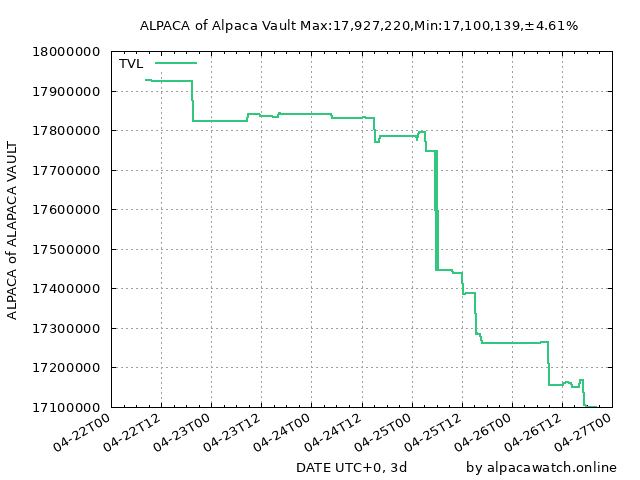 ALPACA of Alpaca Vault Max:17,927,220,Min:17,100,139,±4.61%
TVL
ALPACA of ALAPACA VAULT
18000000
17900000
17800000
17700000
17600000
17500000
17400000
17300000
17200000
17100000
04-22T00
04-22T12
04-23T00
04-23T12
04-24T00
04-24T12
04-25T00
04-25T12
04-26T00
04-26T12
04-27T00
DATE UTC+0, 3d
by alpacawatch.online